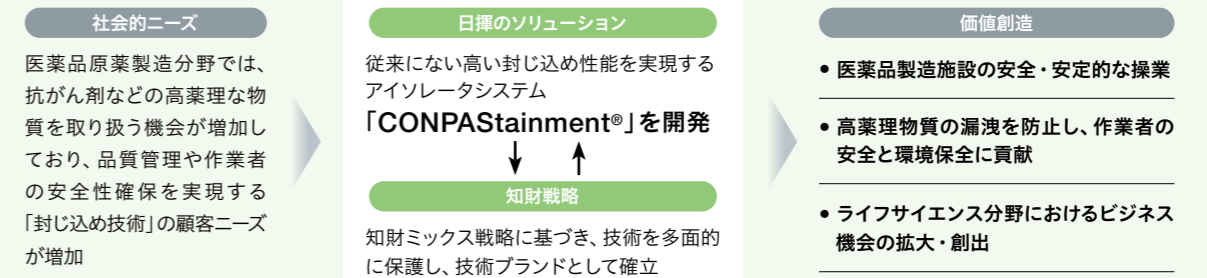 社会的ニーズ
医薬品原薬製造分野では、
抗がん剤などの高薬理な物
質を取り扱う機会が増加し
ており、品質管理や作業者
の安全性確保を実現する
「封じ込め技術」の顧客ニーズ
が増加
日揮のソリューション
従来にない高い封じ込め性能を実現する
アイソレータシステム
「CONPAStainment®」を開発
知財戦略
知財ミックス戦略に基づき、技術を多面的
に保護し、技術ブランドとして確立
価値創造
● 医薬品製造施設の安全・安定的な操業
● 高薬理物質の漏洩を防止し、作業者の
安全と環境保全に貢献
● ライフサイエンス分野におけるビジネス
機会の拡大・創出